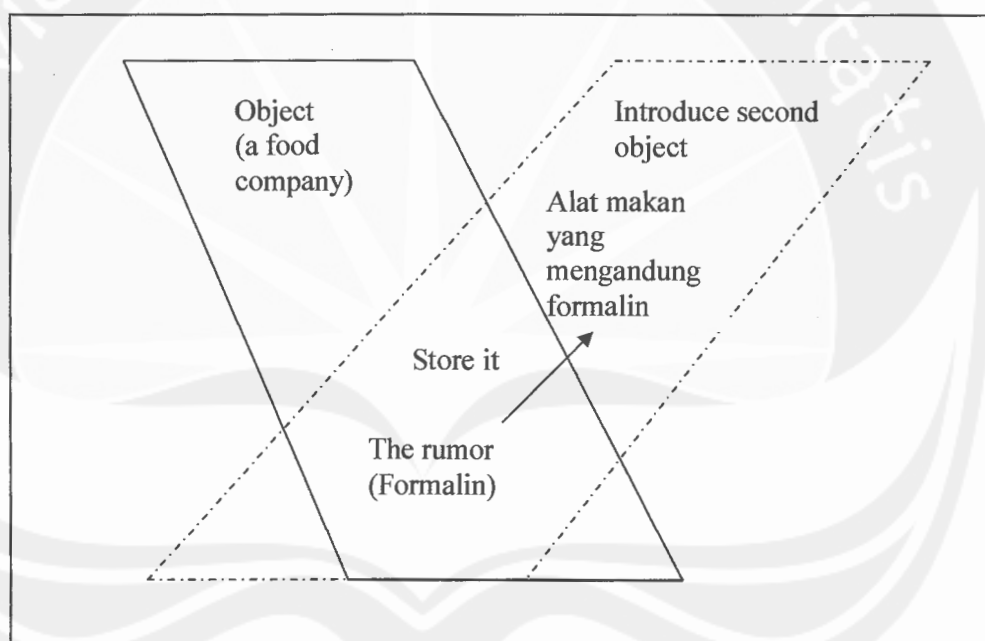 Object
(a food
company)
Introduce second
object
Alat makan
yang
mengandung
formalin
Store it
The rumor
(Formalin)